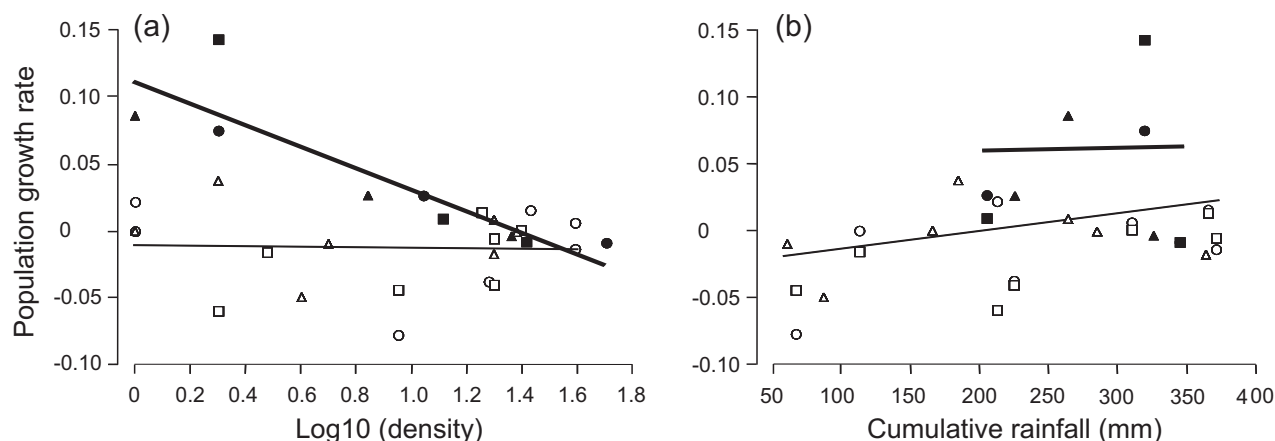 (a)
0.15
0.10
0.05
0
-0.05
-0.10
Population growth rate
0 0.2 0.4 0.6 0.8 1.0 1.2 1.4 1.6 1.8
Log10 (density)
(b)
0.15
0.10
0.05
0
-0.05
-0.10
50 100 150 200 250 300 350 400
Cumulative rainfall (mm)